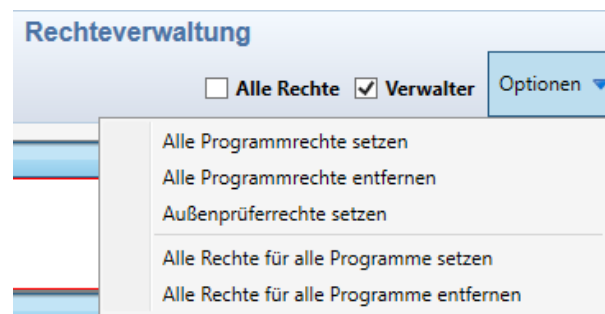 Rechteverwaltung
Alle Rechte Verwalter Optionen
Alle Programmrechte setzen
Alle Programmrechte entfernen
Außenprüferrechte setzen
Alle Rechte für alle Programme setzen
Alle Rechte für alle Programme entfernen